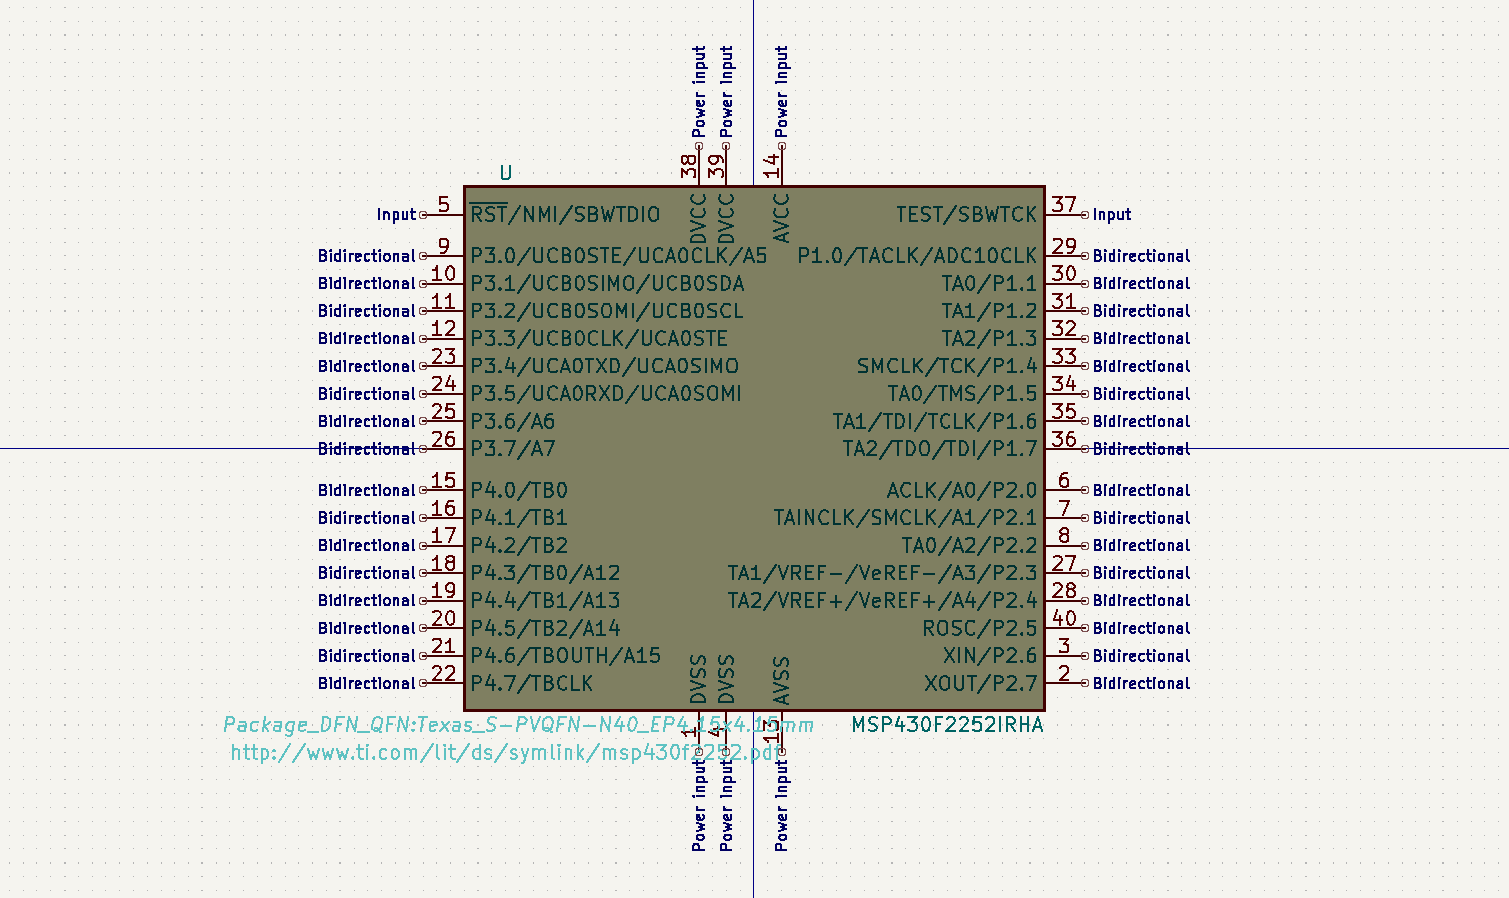 Power input
Power input
Power input
38
39
14
U
DVCC
DVCC
AVCC
Input 5 RST/NMI/SBWTDIO
TEST/SBWTCK 37 Input
Bidirectional 9 P3.0/UCB0STE/UCA0CLK/A5
P1.0/TACLK/ADC10CLK 29 Bidirectional
Bidirectional 10 P3.1/UCB0SIMO/UCB0SDA
TA0/P1.1 30 Bidirectional
Bidirectional 11 P3.2/UCB0SOMI/UCB0SCL
TA1/P1.2 31 Bidirectional
Bidirectional 12 P3.3/UCB0CLK/UCA0STE
TA2/P1.3 32 Bidirectional
Bidirectional 23 P3.4/UCA0TXD/UCA0SIMO
SMCLK/TCK/P1.4 33 Bidirectional
Bidirectional 24 P3.5/UCA0RXD/UCA0SOMI
TA0/TMS/P1.5 34 Bidirectional
Bidirectional 25 P3.6/A6
TA1/TDI/TCLK/P1.6 35 Bidirectional
Bidirectional 26 P3.7/A7
TA2/TDO/TDI/P1.7 36 Bidirectional
Bidirectional 15 P4.0/TB0
ACLK/A0/P2.0 6 Bidirectional
Bidirectional 16 P4.1/TB1
TAINCLK/SMCLK/A1/P2.1 7 Bidirectional
Bidirectional 17 P4.2/TB2
TA0/A2/P2.2 8 Bidirectional
Bidirectional 18 P4.3/TB0/A12
TA1/VREF-/VeREF-/A3/P2.3 27 Bidirectional
Bidirectional 19 P4.4/TB1/A13
TA2/VREF+/VeREF+/A4/P2.4 28 Bidirectional
Bidirectional 20 P4.5/TB2/A14
ROSC/P2.5 40 Bidirectional
Bidirectional 21 P4.6/TBOUTH/A15
XIN/P2.6 3 Bidirectional
Bidirectional 22 P4.7/TBCLK
XOUT/P2.7 2 Bidirectional
DVSS
DVSS
AVSS
Package_DFN_QFN:Texas_S-PVQFN-N40_EP4.15x4.15mm
MSP430F2252IRHA
1
4
13
http://www.ti.com/lit/ds/symlink/msp430f2252.pdf
Power input
Power input
Power input